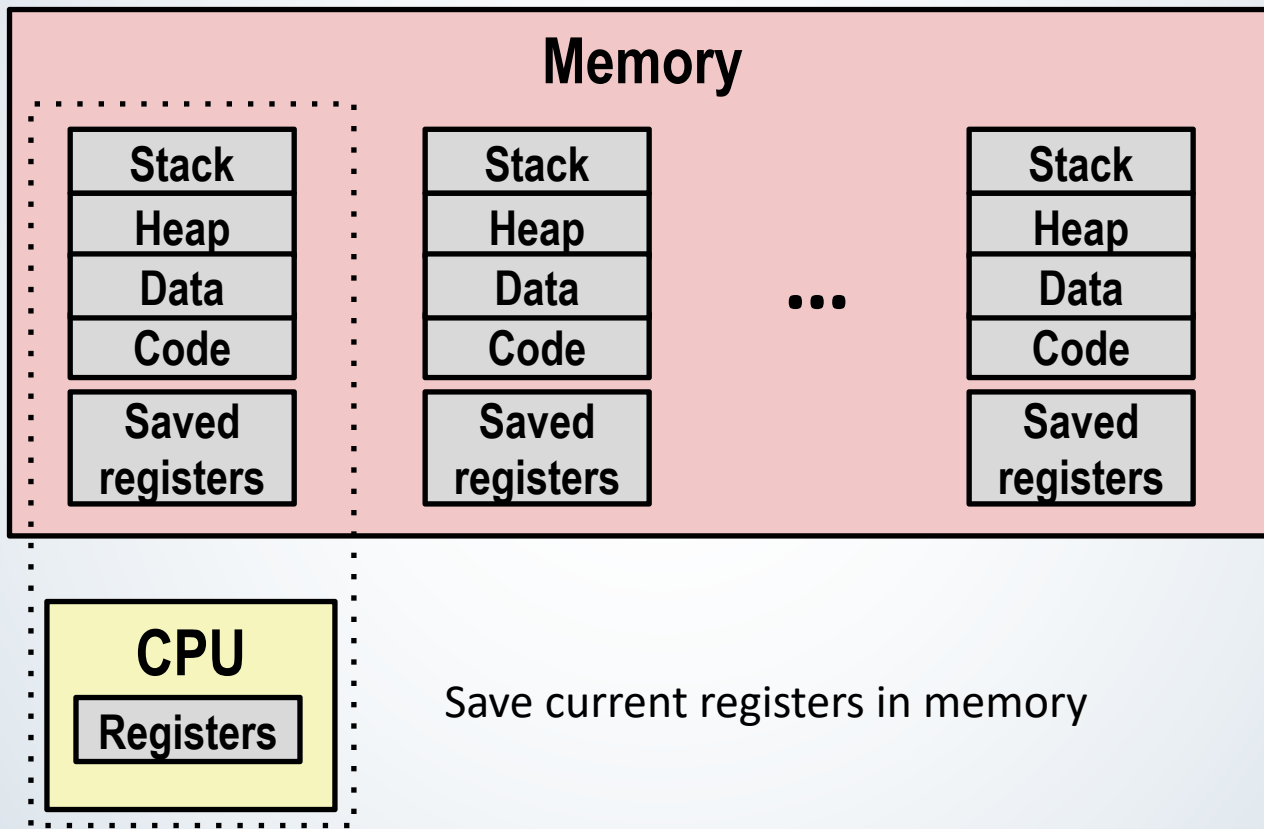 Memory
Stack
Heap
Data
Code
Saved
registers
Stack
Heap
Data
Code
Saved
registers
...
Stack
Heap
Data
Code
Saved
registers
CPU
Registers
Save current registers in memory